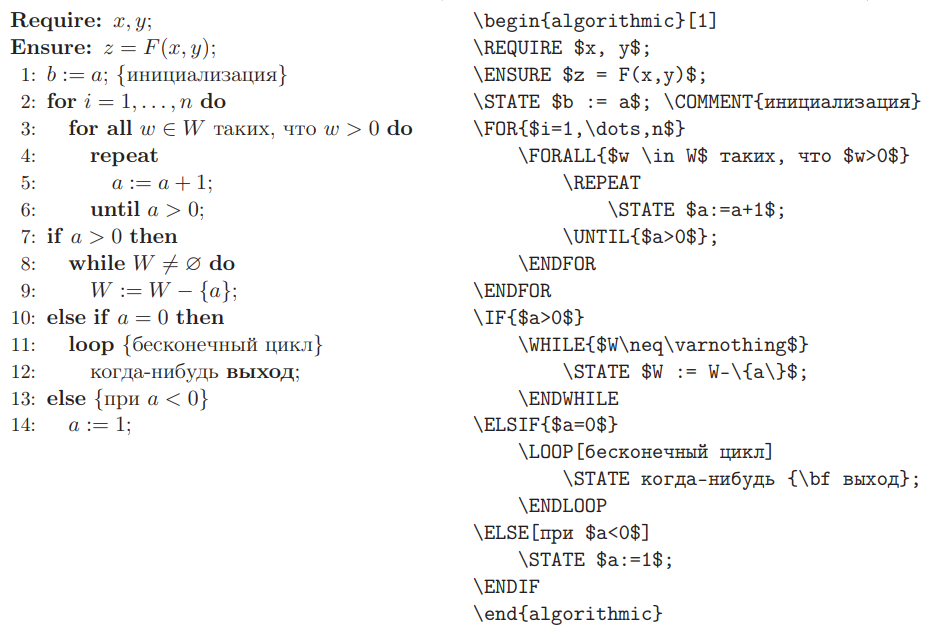 Require: x, y;
Ensure: z = F(x, y);
1: b := a; {инициализация}
2: for i = 1, . . . , n do
3: for all w ∈ W таких, что w > 0 do
4: repeat
5: a := a + 1;
6: until a > 0;
7: if a > 0 then
8: while W ≠ ∅ do
9: W := W − {a};
10: else if a = 0 then
11: loop {бесконечный цикл}
12: когда-нибудь выход;
13: else {при a < 0}
14: a := 1;
\begin{algorithmic}[1]
\REQUIRE $x, y$;
\ENSURE $z = F(x,y)$;
\STATE $b := a$; \COMMENT{инициализация}
\FOR{$i=1,\dots,n$}
\FORALL{$w \in W$ таких, что $w>0$}
\REPEAT
\STATE $a:=a+1$;
\UNTIL{$a>0$};
\ENDFOR
\ENDFOR
\IF{$a>0$}
\WHILE{$W\neq\varnothing$}
\STATE $W := W-\{a\}$;
\ENDWHILE
\ELSIF{$a=0$}
\LOOP[бесконечный цикл]
\STATE когда-нибудь {\bf выход};
\ENDLOOP
\ELSE[при $a<0$]
\STATE $a:=1$;
\ENDIF
\end{algorithmic}